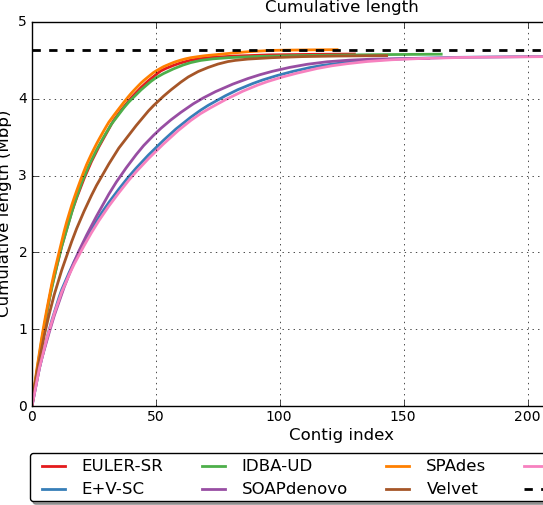 Cumulative length
5
4
3
2
1
0
Cumulative length (Mbp)
0 50 100 150 200
Contig index
EULER-SR IDBA-UD SPAdes
E+V-SC SOAPdenovo Velvet